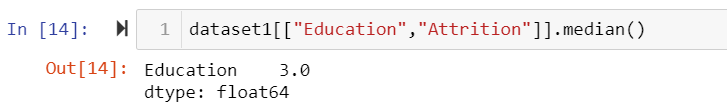 In [14]: 1 dataset1[["Education","Attrition"]].median()
Out[14]: Education    3.0
dtype: float64